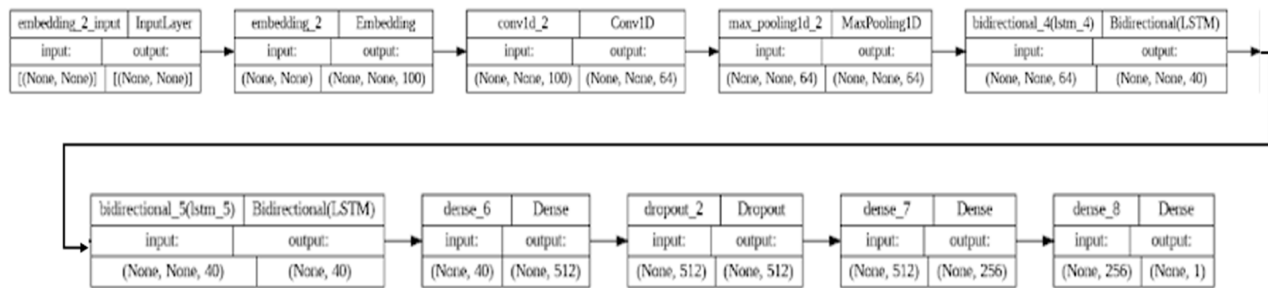 embedding_2_input InputLayer
input: output:
[(None, None)] [(None, None)]
embedding_2 Embedding
input: output:
(None, None) (None, None, 100)
conv1d_2 Conv1D
input: output:
(None, None, 100) (None, None, 64)
max_pooling1d_2 MaxPooling1D
input: output:
(None, None, 64) (None, None, 64)
bidirectional_4(lstm_4) Bidirectional(LSTM)
input: output:
(None, None, 64) (None, None, 40)
bidirectional_5(lstm_5) Bidirectional(LSTM)
input: output:
(None, None, 40) (None, 40)
dense_6 Dense
input: output:
(None, 40) (None, 512)
dropout_2 Dropout
input: output:
(None, 512) (None, 512)
dense_7 Dense
input: output:
(None, 512) (None, 256)
dense_8 Dense
input: output:
(None, 256) (None, 1)